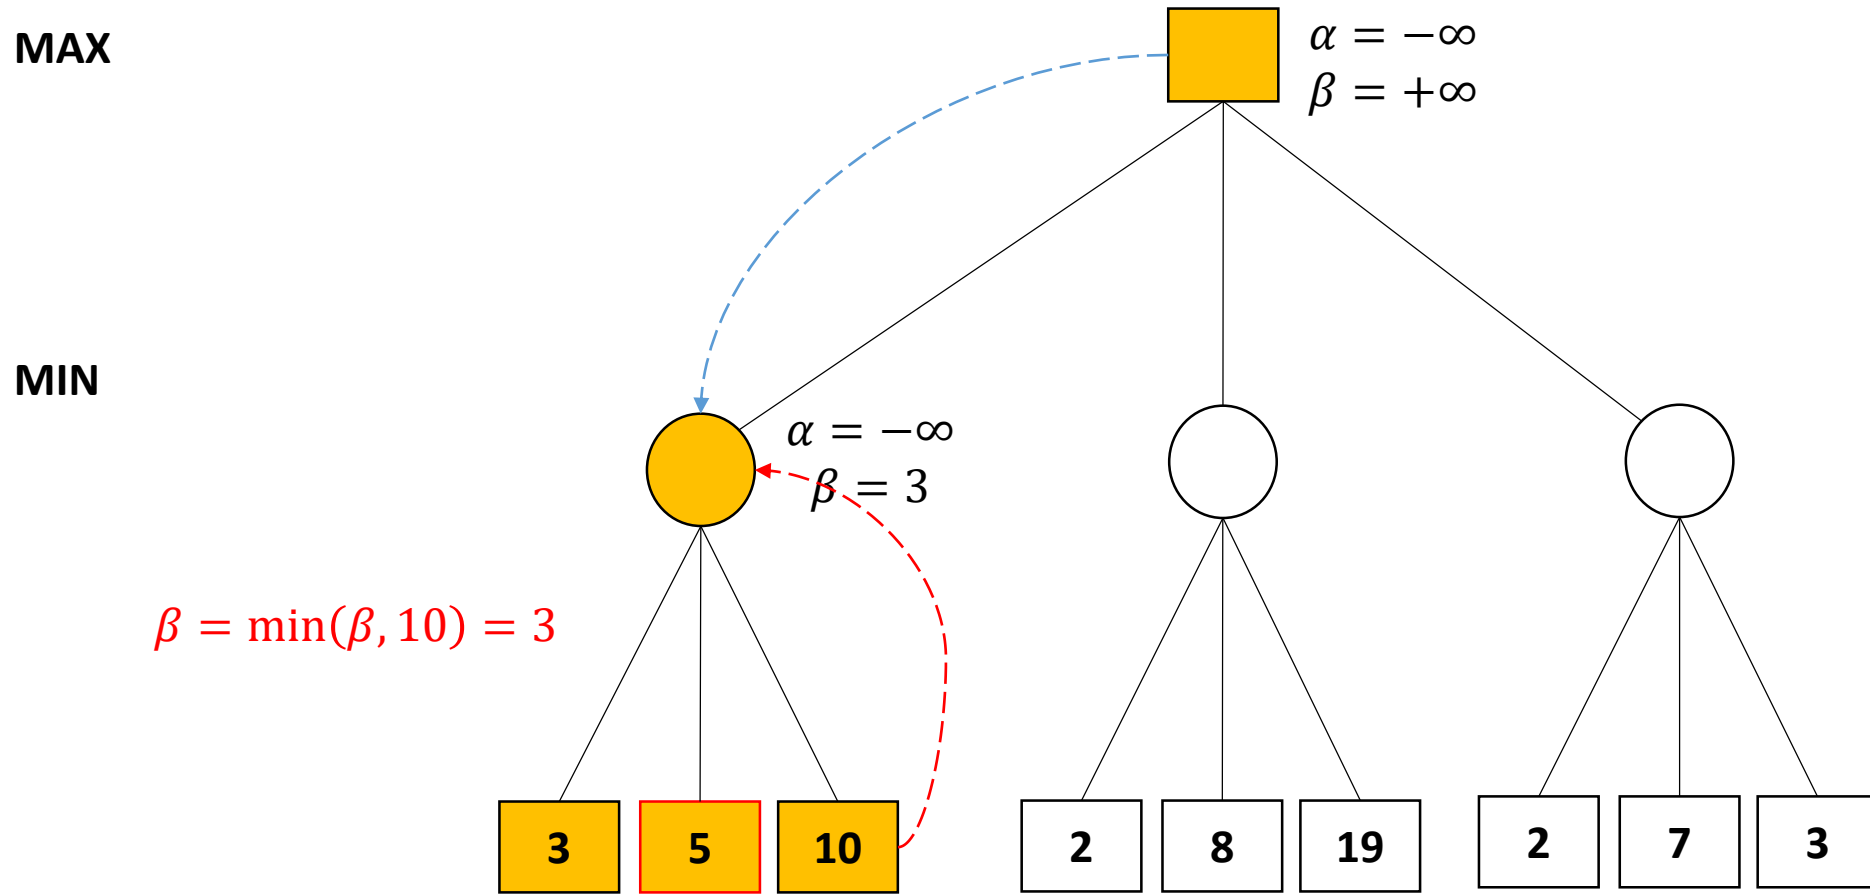 MAX
α = −∞
β = +∞
MIN
α = −∞
β = 3
β = min(β, 10) = 3
3
5
10
2
8
19
2
7
3